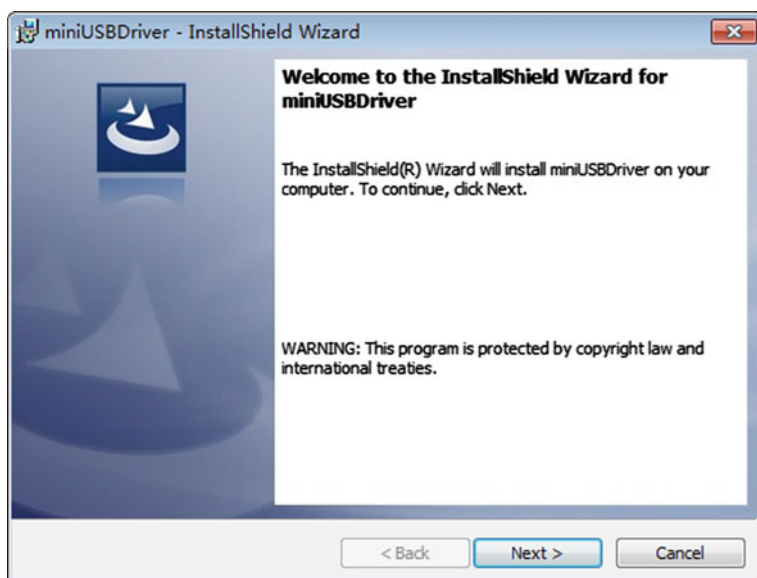 miniUSBDriver - InstallShield Wizard
Welcome to the InstallShield Wizard for
miniUSBDriver
The InstallShield(R) Wizard will install miniUSBDriver on your
computer. To continue, click Next.
WARNING: This program is protected by copyright law and
international treaties.
< Back
Next >
Cancel